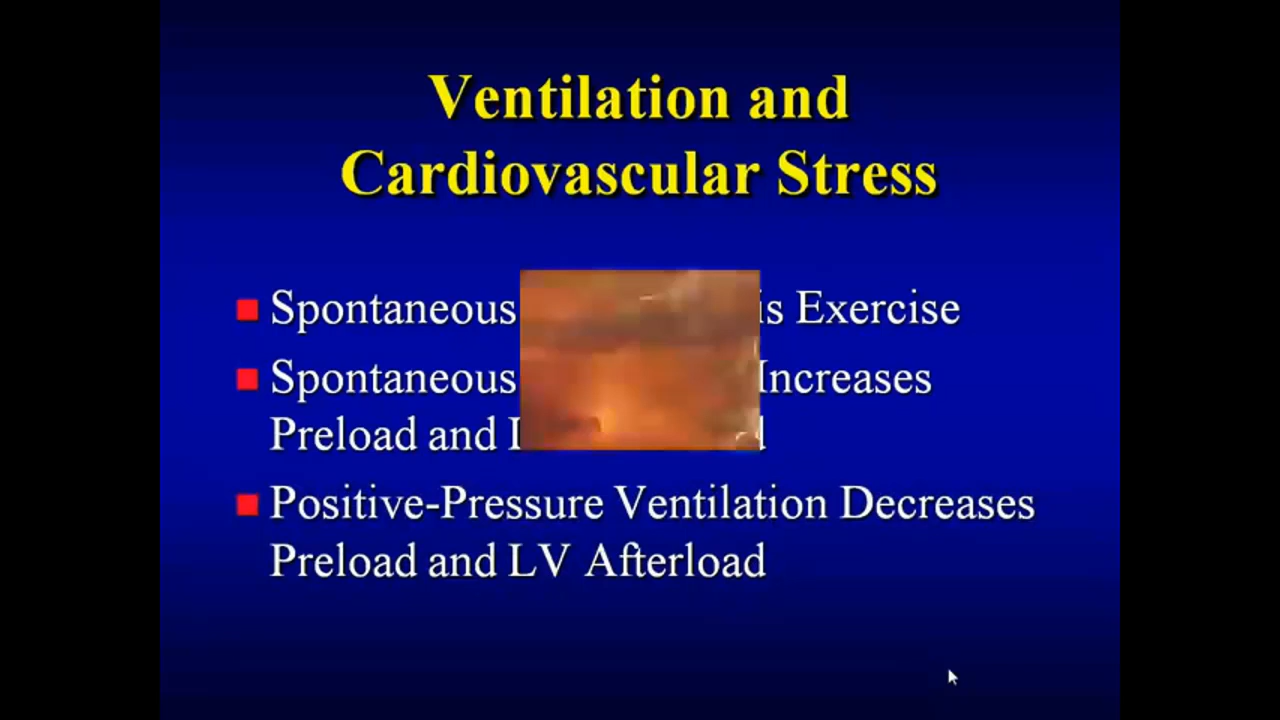 Ventilation and
Cardiovascular Stress
Spontaneous is Exercise
Spontaneous Increases
Preload and
Positive-Pressure Ventilation Decreases
Preload and LV Afterload